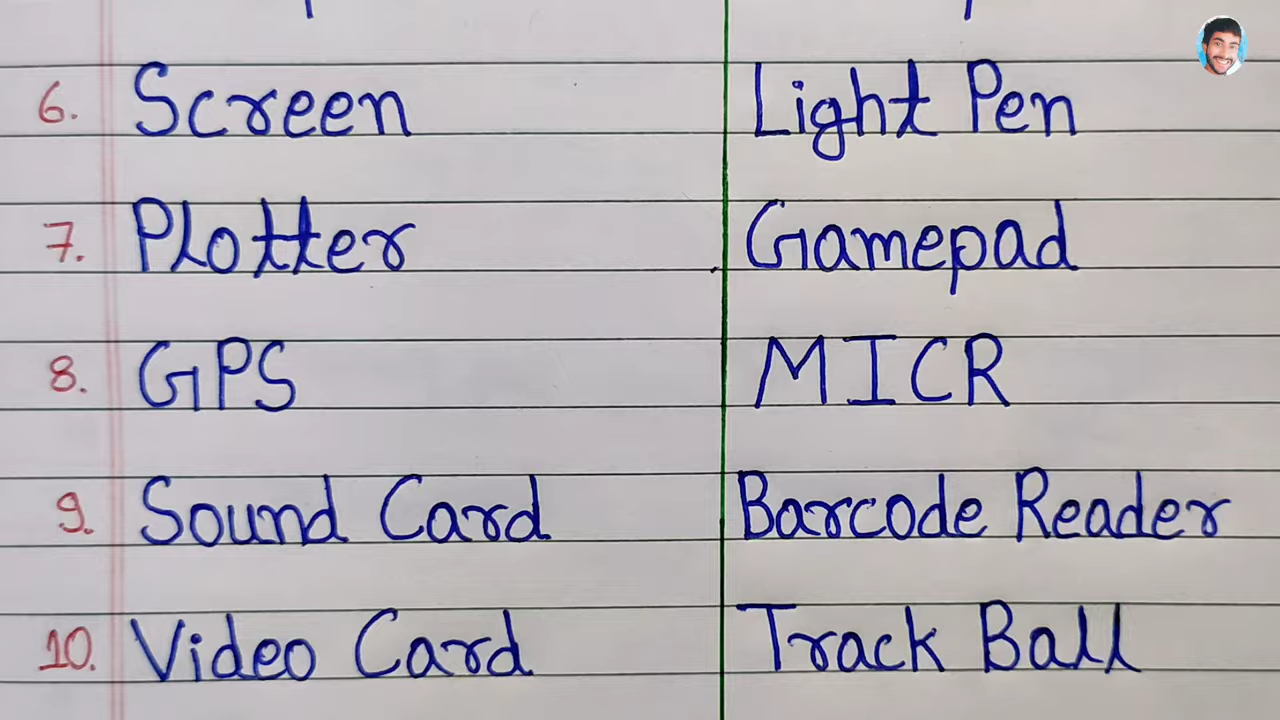 6. Screen Light Pen
7. Plotter Gamepad
8. GPS MICR
9. Sound Card Barcode Reader
10. Video Card Track Ball